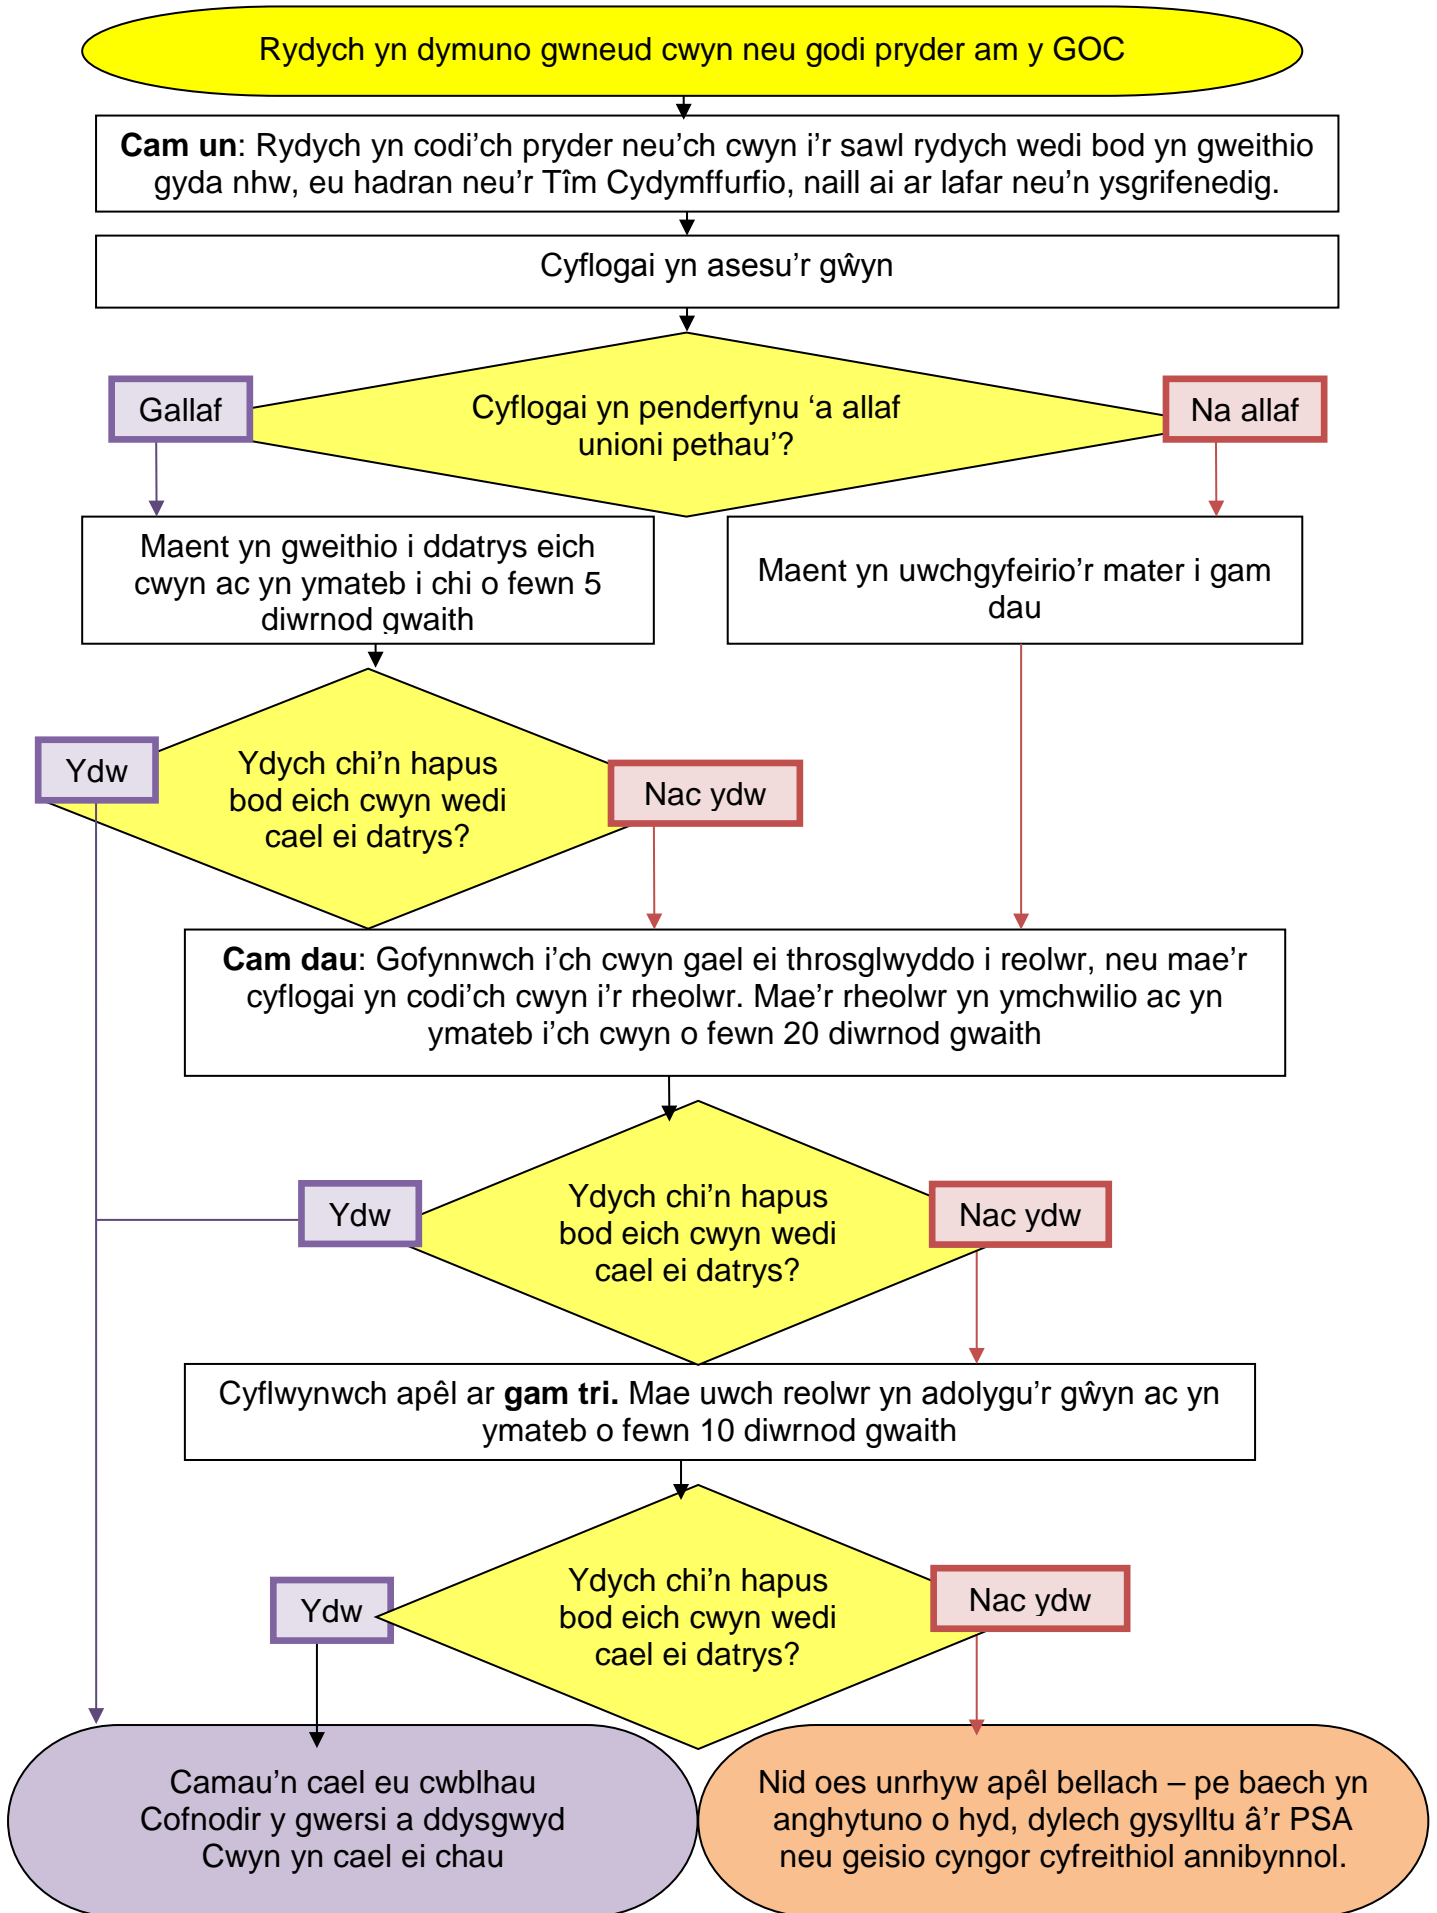 Rydych yn dymuno gwneud cwyn neu godi pryder am y GOC
Cam un: Rydych yn codi’ch pryder neu’ch cwyn i’r sawl rydych wedi bod yn gweithio
gyda nhw, eu hadran neu’r Tîm Cydymffurfio, naill ai ar lafar neu’n ysgrifenedig.
Cyflogai yn asesu’r gŵyn
Gallaf
Cyflogai yn penderfynu ‘a allaf
unioni pethau’?
Na allaf
Maent yn gweithio i ddatrys eich
cwyn ac yn ymateb i chi o fewn 5
diwrnod gwaith
Maent yn uwchgyfeirio’r mater i gam
dau
Ydw
Ydych chi’n hapus
bod eich cwyn wedi
cael ei datrys?
Nac ydw
Cam dau: Gofynnwch i’ch cwyn gael ei throsglwyddo i reolwr, neu mae’r
cyflogai yn codi’ch cwyn i’r rheolwr. Mae’r rheolwr yn ymchwilio ac yn
ymateb i’ch cwyn o fewn 20 diwrnod gwaith
Ydw
Ydych chi’n hapus
bod eich cwyn wedi
cael ei datrys?
Nac ydw
Cyflwynwch apêl ar gam tri. Mae uwch reolwr yn adolygu’r gŵyn ac yn
ymateb o fewn 10 diwrnod gwaith
Ydw
Ydych chi’n hapus
bod eich cwyn wedi
cael ei datrys?
Nac ydw
Camau’n cael eu cwblhau
Cofnodir y gwersi a ddysgwyd
Cwyn yn cael ei chau
Nid oes unrhyw apêl bellach – pe baech yn
anghytuno o hyd, dylech gysylltu â’r PSA
neu geisio cyngor cyfreithiol annibynnol.